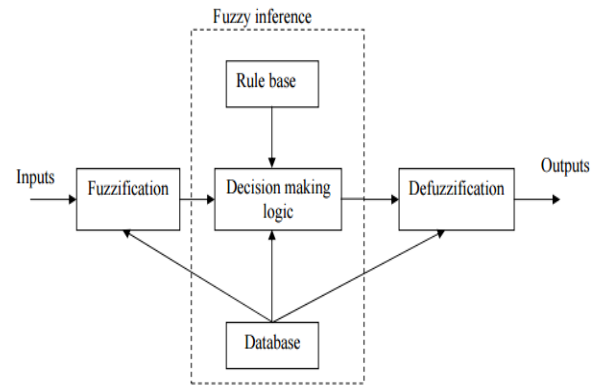 Fuzzy inference
Rule base
Inputs
Fuzzification
Decision making
logic
Defuzzification
Outputs
Database